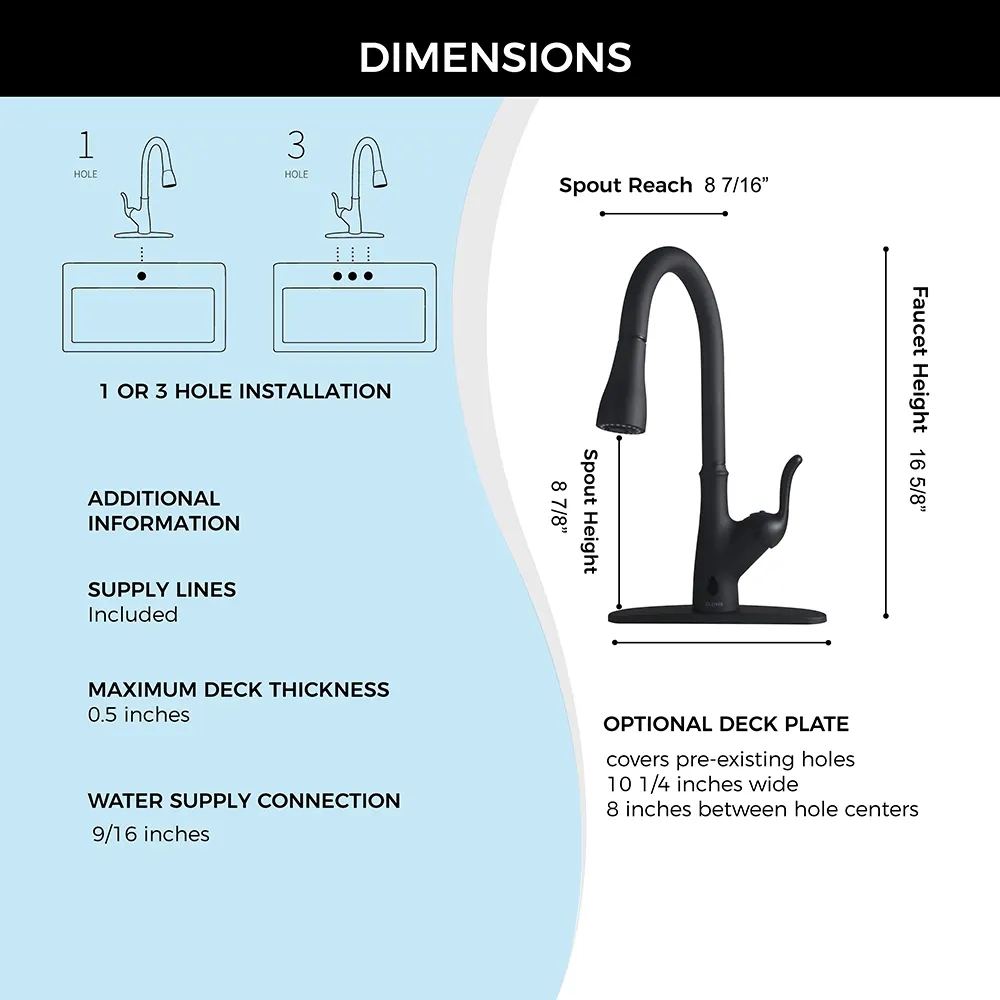 DIMENSIONS
1
HOLE
3
HOLE
1 OR 3 HOLE INSTALLATION
ADDITIONAL
INFORMATION
SUPPLY LINES
Included
MAXIMUM DECK THICKNESS
0.5 inches
WATER SUPPLY CONNECTION
9/16 inches
Spout Reach 8 7/16”
Faucet Height 16 5/8”
Spout Height
8 7/8”
OPTIONAL DECK PLATE
covers pre-existing holes
10 1/4 inches wide
8 inches between hole centers